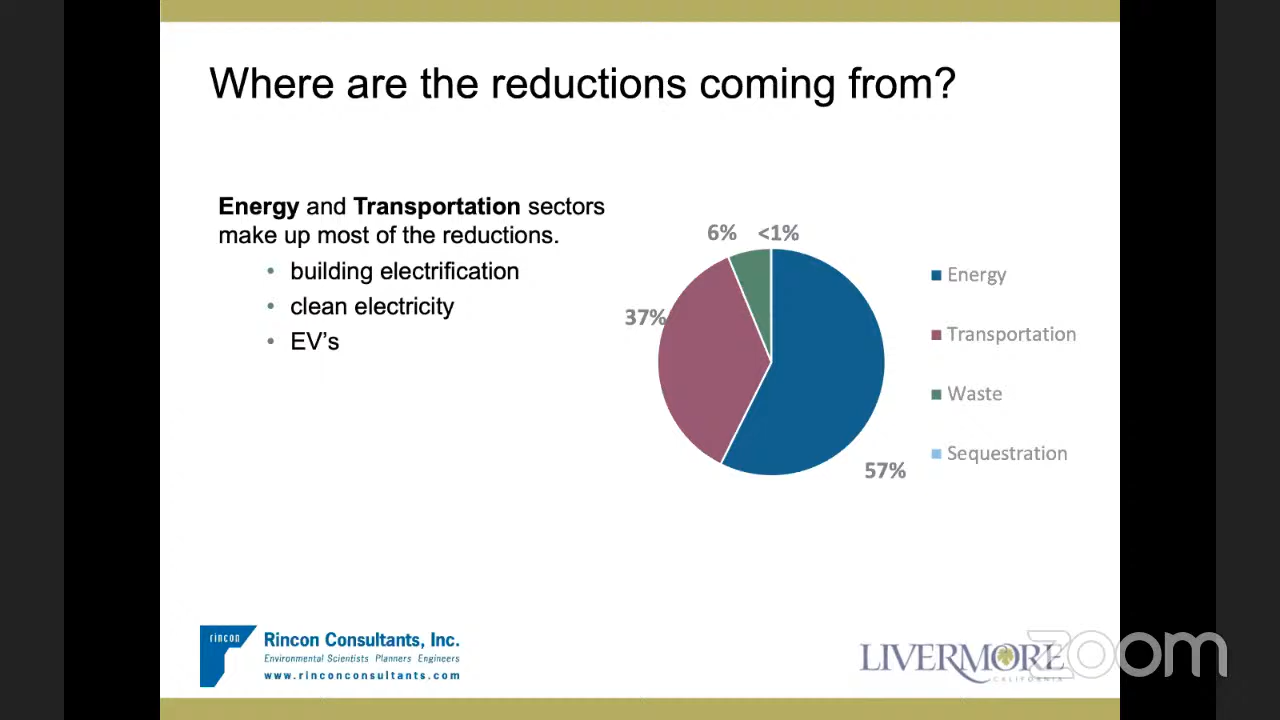 Where are the reductions coming from?
Energy and Transportation sectors
make up most of the reductions.
• building electrification
• clean electricity
• EV's
6%
<1%
37%
57%
Energy
Transportation
Waste
Sequestration
rincon
Rincon Consultants, Inc.
Environmental Scientists Planners Engineers
www.rinconconsultants.com
LIVERMORE
CALIFORNIA
zoom